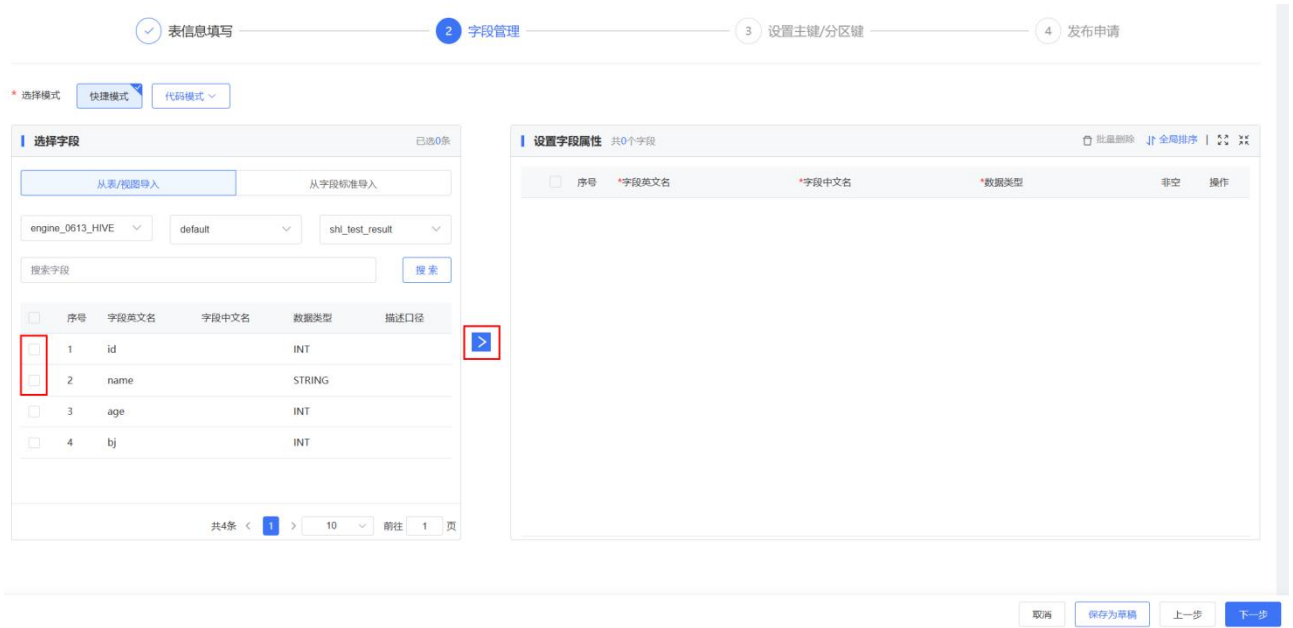 表信息填写 2 字段管理 3 设置主键/分区键 4 发布申请
* 选择模式 快捷模式 代码模式
选择字段 已选0条
从表/视图导入 从字段标准导入
engine_0613_HIVE default shl_test_result
搜索字段 搜 索
序号 字段英文名 字段中文名 数据类型 描述口径
1 id INT
2 name STRING
3 age INT
4 bj INT
共4条 < 1 > 10 前往 1 页
>
设置字段属性 共0个字段 批量删除 全局排序
序号 *字段英文名 *字段中文名 *数据类型 非空 操作
取消 保存为草稿 上一步 下一步